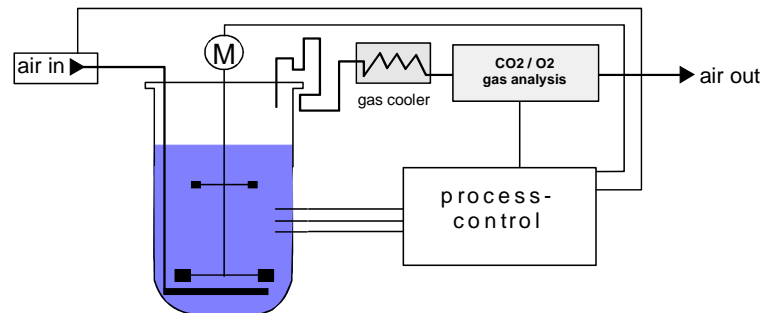 air in
M
CO2 / O2
gas analysis
air out
gas cooler
process-
control